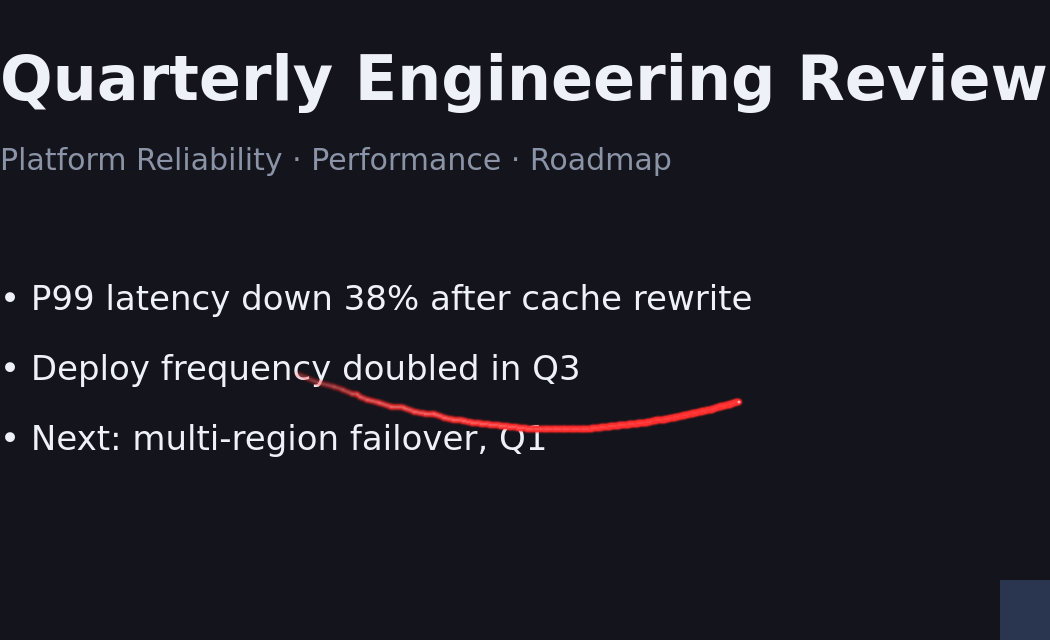 Quarterly Engineering Review
Platform Reliability · Performance · Roadmap
• P99 latency down 38% after cache rewrite
• Deploy frequency doubled in Q3
• Next: multi-region failover, Q1